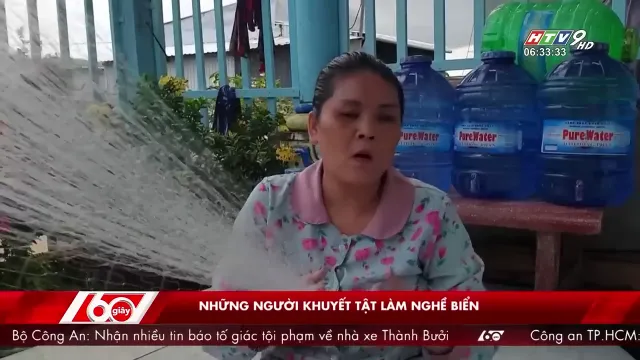 HTV9 HD
06:33:33
PureWater
PureWater
PureWater
60 giây
NHỮNG NGƯỜI KHUYẾT TẬT LÀM NGHỀ BIỂN
Bộ Công An: Nhận nhiều tin báo tố giác tội phạm về nhà xe Thành Bưởi 60 Công an TP.HCM